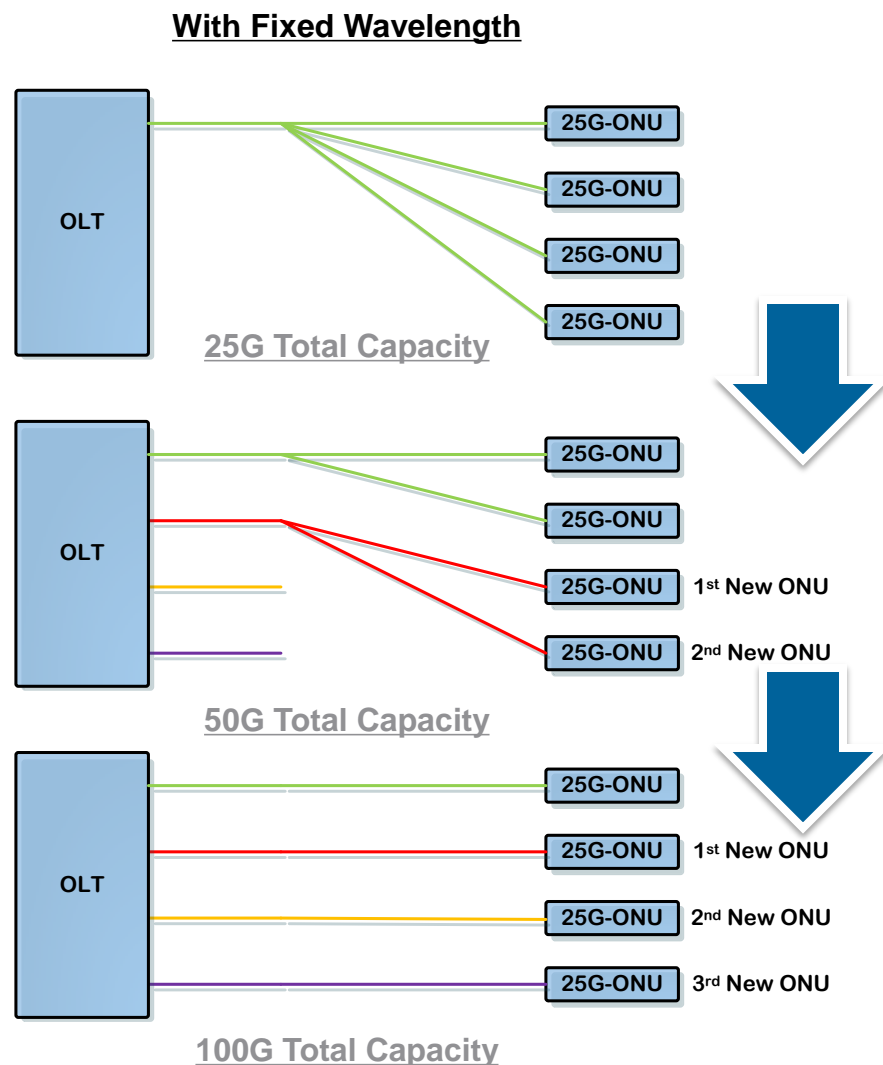 With Fixed Wavelength
OLT
25G-ONU
25G-ONU
25G-ONU
25G-ONU
25G Total Capacity
OLT
25G-ONU
25G-ONU
25G-ONU 1st New ONU
25G-ONU 2nd New ONU
50G Total Capacity
OLT
25G-ONU
25G-ONU 1st New ONU
25G-ONU 2nd New ONU
25G-ONU 3rd New ONU
100G Total Capacity